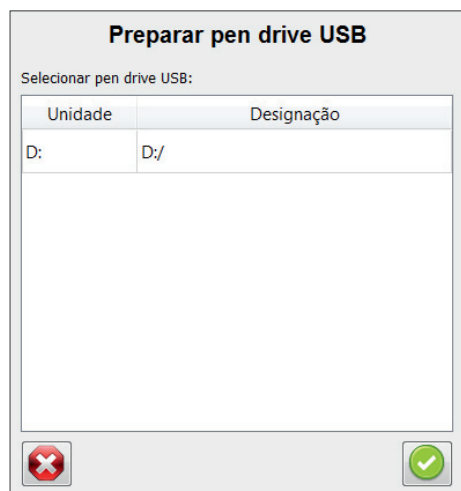 Preparar pen drive USB
Selecionar pen drive USB:
Unidade Designação
D: D:/